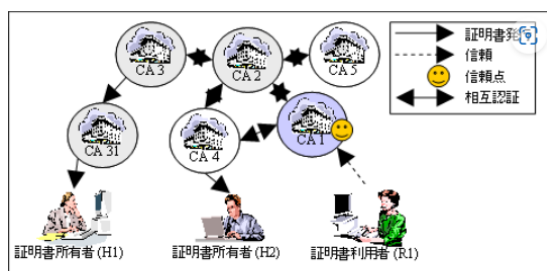 証明書発
信頼
信頼点
相互認証
CA 3
CA 2
CA 5
CA 31
CA 4
CA 1
証明書所有者 (H1)
証明書所有者 (H2)
証明書利用者 (R1)